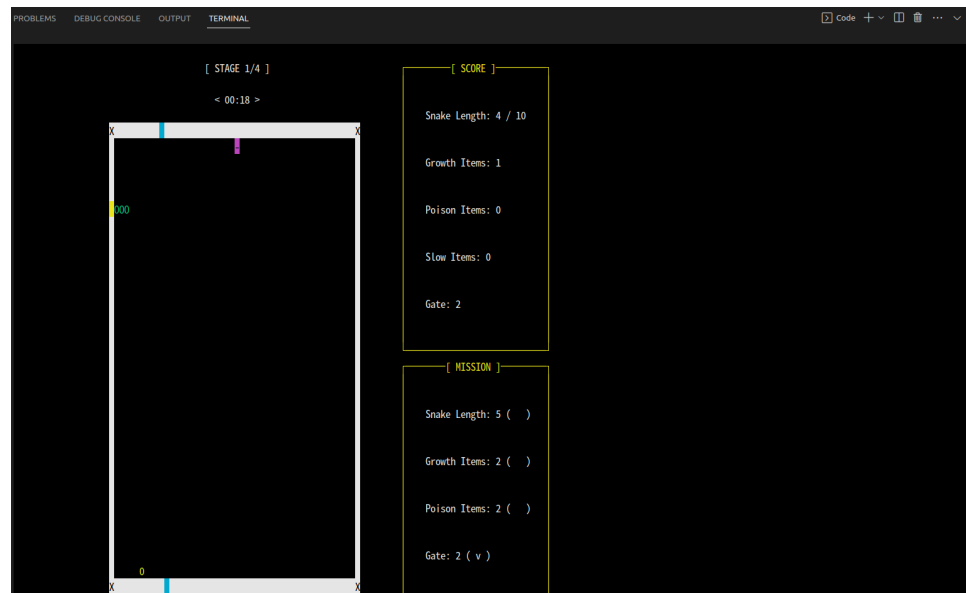 PROBLEMS DEBUG CONSOLE OUTPUT TERMINAL Code
[ STAGE 1/4 ]
< 00:18 >
X X
-
000
0
X X
[ SCORE ]
Snake Length: 4 / 10
Growth Items: 1
Poison Items: 0
Slow Items: 0
Gate: 2
[ MISSION ]
Snake Length: 5 ( )
Growth Items: 2 ( )
Poison Items: 2 ( )
Gate: 2 ( v )